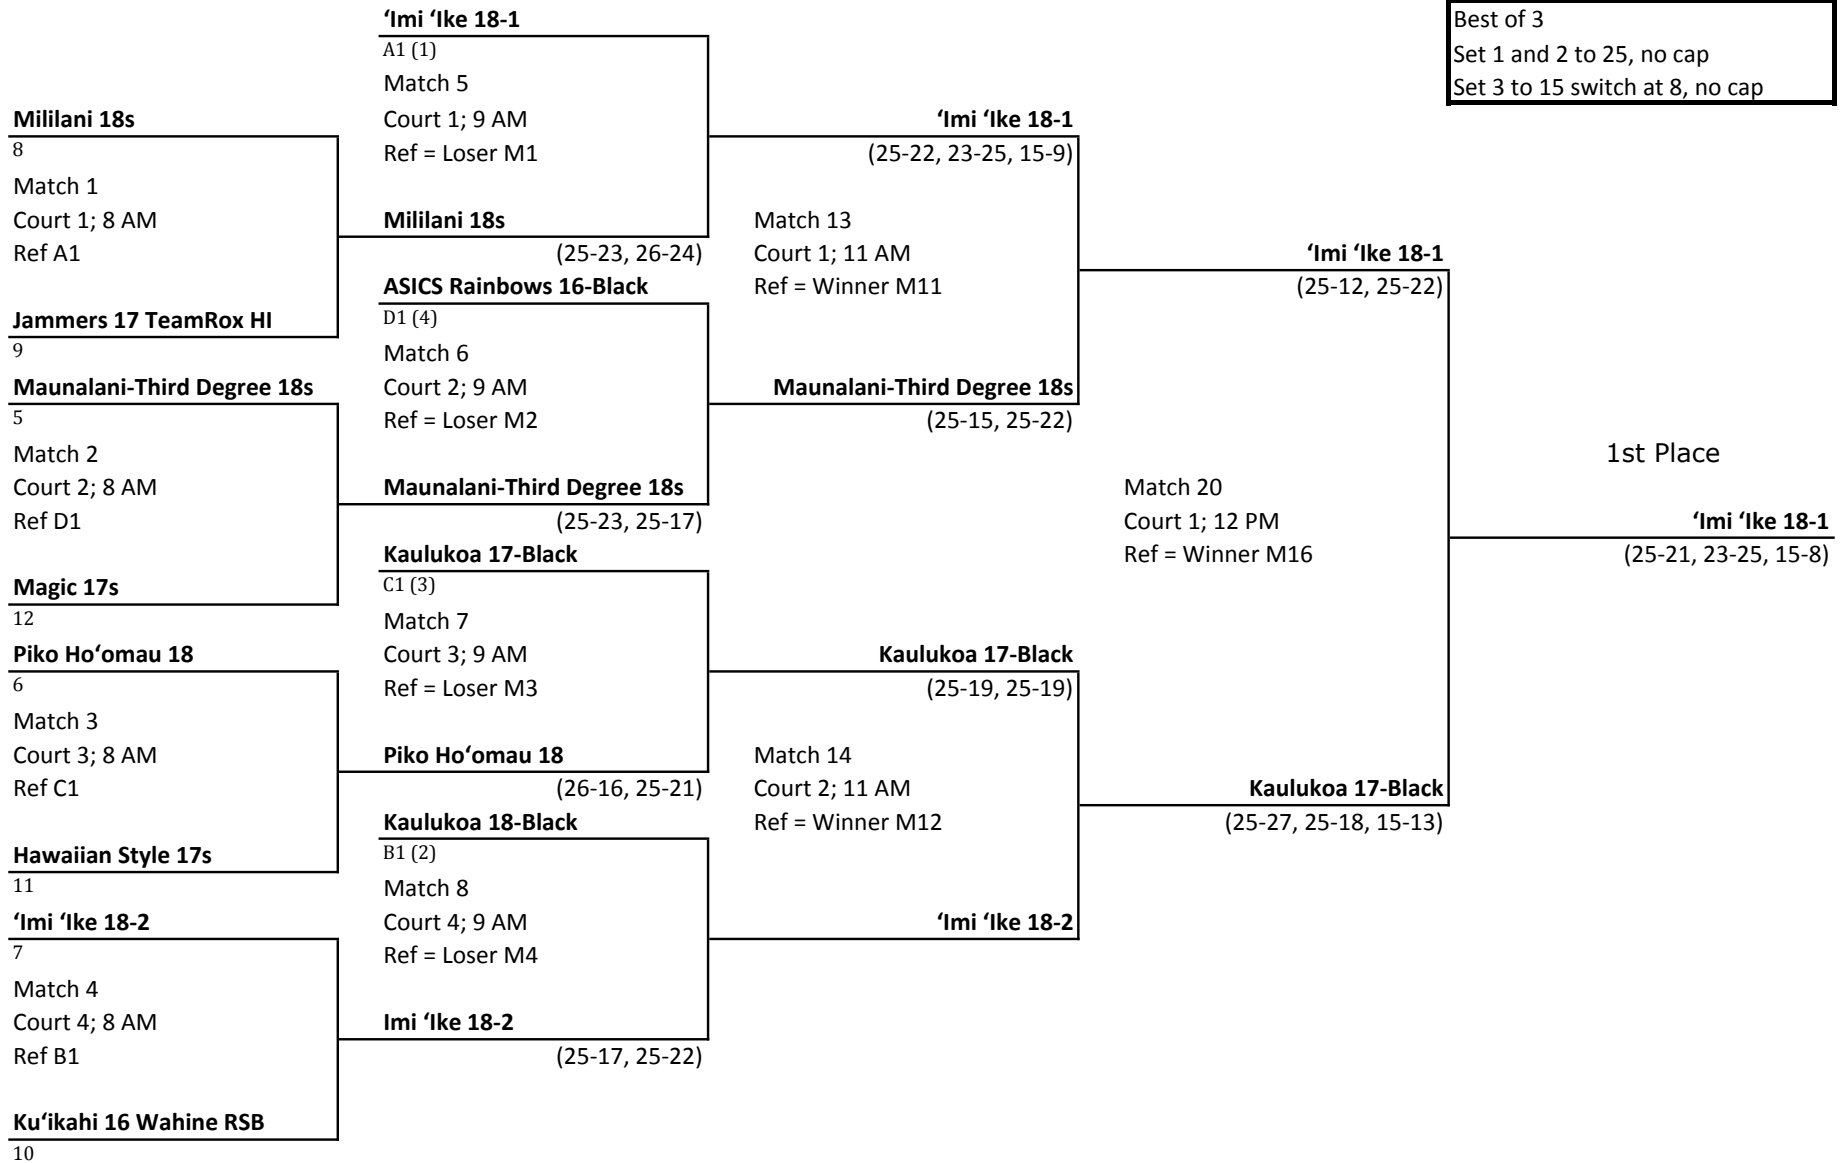 ‘Imi ‘Ike 18-1
A1 (1)
Match 5
Court 1; 9 AM
Ref = Loser M1
Best of 3
Set 1 and 2 to 25, no cap
Set 3 to 15 switch at 8, no cap
Mililani 18s
8
Match 1
Court 1; 8 AM
Ref A1
Jammers 17 TeamRox HI
9
Maunalani-Third Degree 18s
5
Match 2
Court 2; 8 AM
Ref D1
Magic 17s
12
Piko Ho‘omau 18
6
Match 3
Court 3; 8 AM
Ref C1
Hawaiian Style 17s
11
‘Imi ‘Ike 18-2
7
Match 4
Court 4; 8 AM
Ref B1
Ku‘ikahi 16 Wahine RSB
10
Mililani 18s
(25-23, 26-24)
ASICS Rainbows 16-Black
D1 (4)
Match 6
Court 2; 9 AM
Ref = Loser M2
Maunalani-Third Degree 18s
(25-23, 25-17)
Kaulukoa 17-Black
C1 (3)
Match 7
Court 3; 9 AM
Ref = Loser M3
Piko Ho‘omau 18
(26-16, 25-21)
Kaulukoa 18-Black
B1 (2)
Match 8
Court 4; 9 AM
Ref = Loser M4
Imi ‘Ike 18-2
(25-17, 25-22)
‘Imi ‘Ike 18-1
(25-22, 23-25, 15-9)
Match 13
Court 1; 11 AM
Ref = Winner M11
Maunalani-Third Degree 18s
(25-15, 25-22)
Kaulukoa 17-Black
(25-19, 25-19)
Match 14
Court 2; 11 AM
Ref = Winner M12
‘Imi ‘Ike 18-2
‘Imi ‘Ike 18-1
(25-12, 25-22)
Match 20
Court 1; 12 PM
Ref = Winner M16
Kaulukoa 17-Black
(25-27, 25-18, 15-13)
1st Place
‘Imi ‘Ike 18-1
(25-21, 23-25, 15-8)